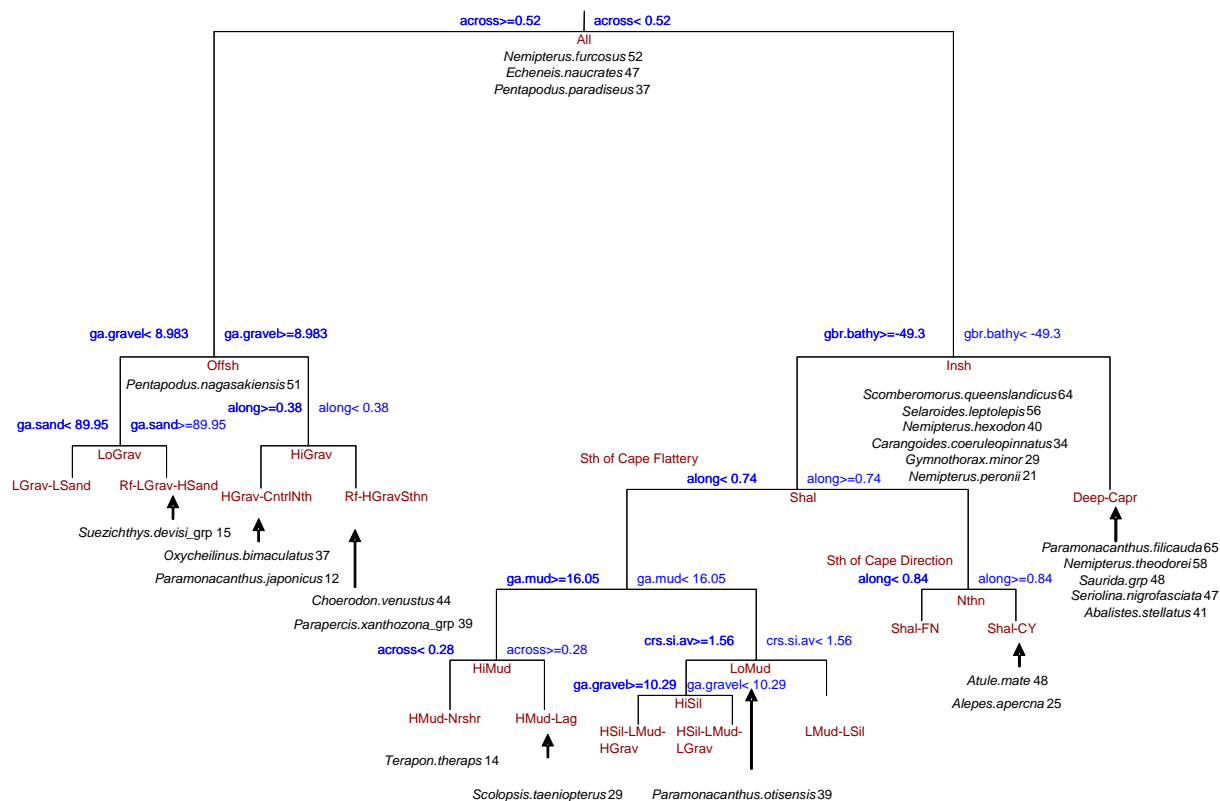 across>=0.52 across< 0.52
All
Nemipterus.furcosus 52
Echeneis.naucrates 47
Pentapodus.paradiseus 37
ga.gravel< 8.983 ga.gravel>=8.983
gbr.bathy>=-49.3 gbr.bathy< -49.3
Offsh
Insh
Pentapodus.nagasakiensis 51
Scomberomorus.queenslandicus 64
Selaroides.leptolepis 56
Nemipterus.hexodon 40
Carangoides.coeruleopinnatus 34
Gymnothorax.minor 29
Nemipterus.peronii 21
along>=0.38 along< 0.38
ga.sand< 89.95 ga.sand>=89.95
LoGrav
HiGrav
Sth of Cape Flattery
along< 0.74 along>=0.74
LGrav-LSand
Rf-LGrav-HSand
HGrav-CntrlNth
Rf-HGravSthn
Shal
Deep-Capr
Suezichthys.devisi_grp 15
Oxycheilinus.bimaculatus 37
Paramonacanthus.japonicus 12
Choerodon.venustus 44
Parapercis.xanthozona_grp 39
Paramonacanthus.filicauda 65
Nemipterus.theodorei 58
Saurida.grp 48
Seriolina.nigrofasciata 47
Abalistes.stellatus 41
Sth of Cape Direction
ga.mud>=16.05 ga.mud< 16.05
along< 0.84 along>=0.84
Nthn
Shal-FN
Shal-CY
across< 0.28 across>=0.28
crs.si.av>=1.56 crs.si.av< 1.56
HiMud
LoMud
Atule.mate 48
Alepes.apercna 25
ga.gravel>=10.29 ga.gravel< 10.29
HiSil
HMud-Nrshr
HMud-Lag
HSil-LMud-
HGrav
HSil-LMud-
LGrav
LMud-LSil
Terapon.theraps 14
Scolopsis.taeniopterus 29
Paramonacanthus.otisensis 39